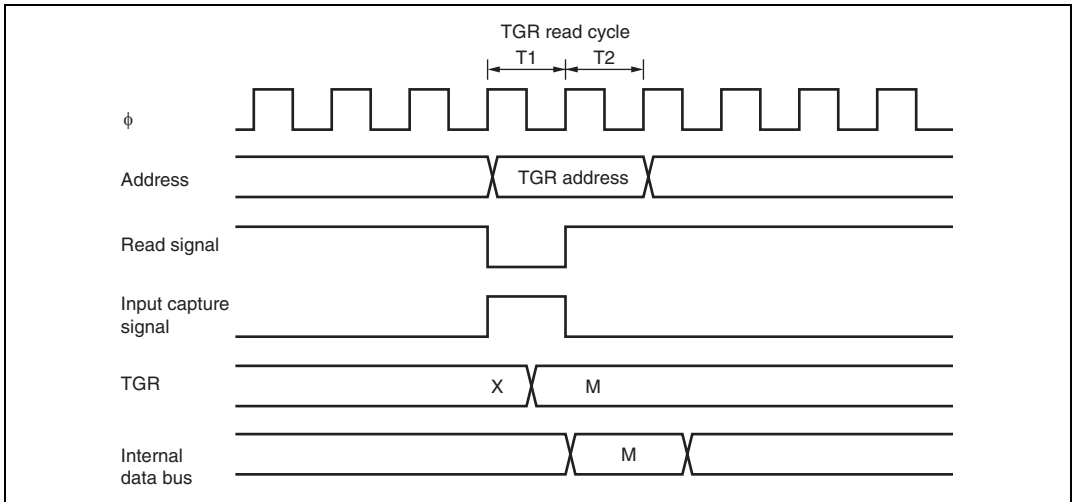 TGR read cycle
T1 T2
ϕ
Address
TGR address
Read signal
Input capture
signal
TGR
X M
Internal
data bus
M